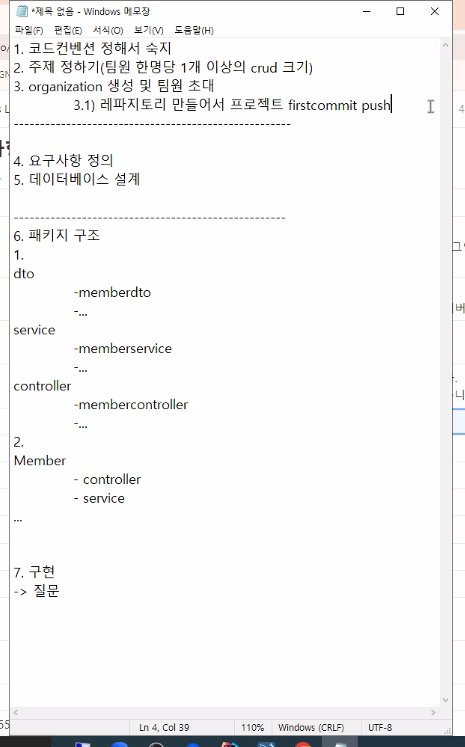 *제목 없음 - Windows 메모장
파일(F) 편집(E) 서식(O) 보기(V) 도움말(H)
1. 코드컨벤션 정해서 숙지
2. 주제 정하기(팀원 한명당 1개 이상의 crud 크기)
3. organization 생성 및 팀원 초대
3.1) 레파지토리 만들어서 프로젝트 firstcommit push
-----------------------------------------------------
4. 요구사항 정의
5. 데이터베이스 설계
----------------------------------------------------
6. 패키지 구조
1.
dto
-memberdto
-...
service
-memberservice
-...
controller
-membercontroller
-...
2.
Member
- controller
- service
...
7. 구현
-> 질문
Ln 4, Col 39 110% Windows (CRLF) UTF-8